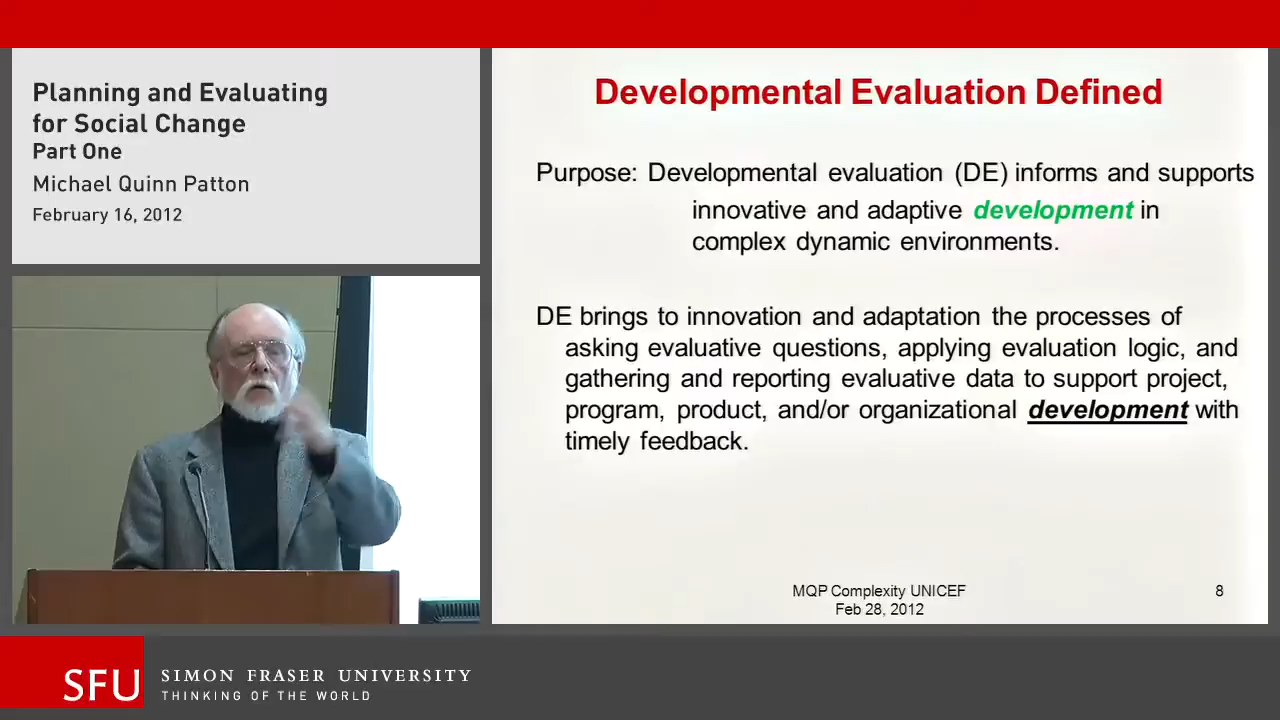 Planning and Evaluating
for Social Change
Part One
Michael Quinn Patton
February 16, 2012
Developmental Evaluation Defined
Purpose: Developmental evaluation (DE) informs and supports
innovative and adaptive development in
complex dynamic environments.
DE brings to innovation and adaptation the processes of
asking evaluative questions, applying evaluation logic, and
gathering and reporting evaluative data to support project,
program, product, and/or organizational development with
timely feedback.
MQP Complexity UNICEF
Feb 28, 2012
8
SFU
SIMON FRASER UNIVERSITY
THINKING OF THE WORLD